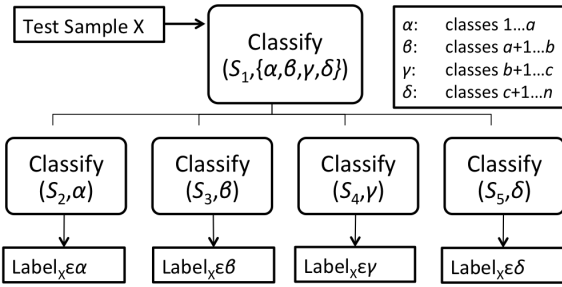 Test Sample X
Classify
(S₁,{α,β,γ,δ})
α: classes 1...a
β: classes a+1...b
γ: classes b+1...c
δ: classes c+1...n
Classify
(S₂,α)
Classify
(S₃,β)
Classify
(S₄,γ)
Classify
(S₅,δ)
Labelₓεα
Labelₓεβ
Labelₓεγ
Labelₓεδ